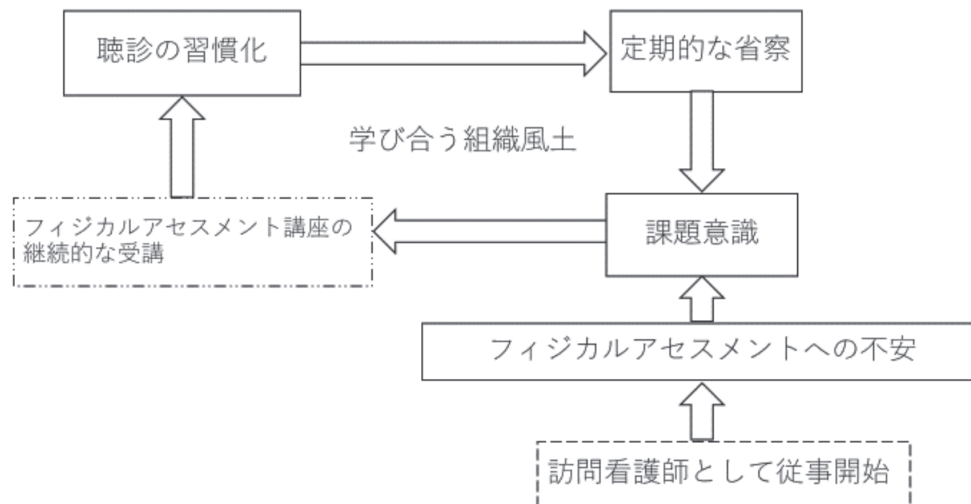 聴診の習慣化
定期的な省察
学び合う組織風土
フィジカルアセスメント講座の
継続的な受講
課題意識
フィジカルアセスメントへの不安
訪問看護師として従事開始